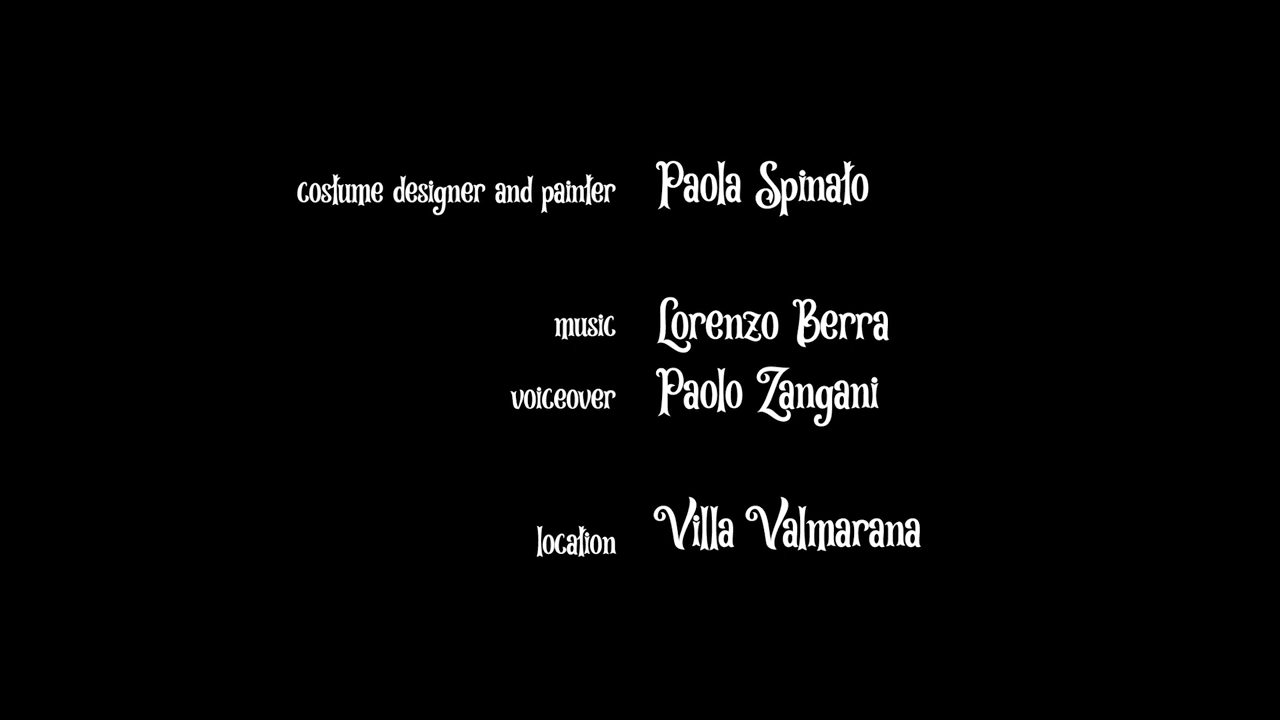 costume designer and painter Paola Spinato
music Lorenzo Berra
voiceover Paolo Zangani
location Villa Valmarana